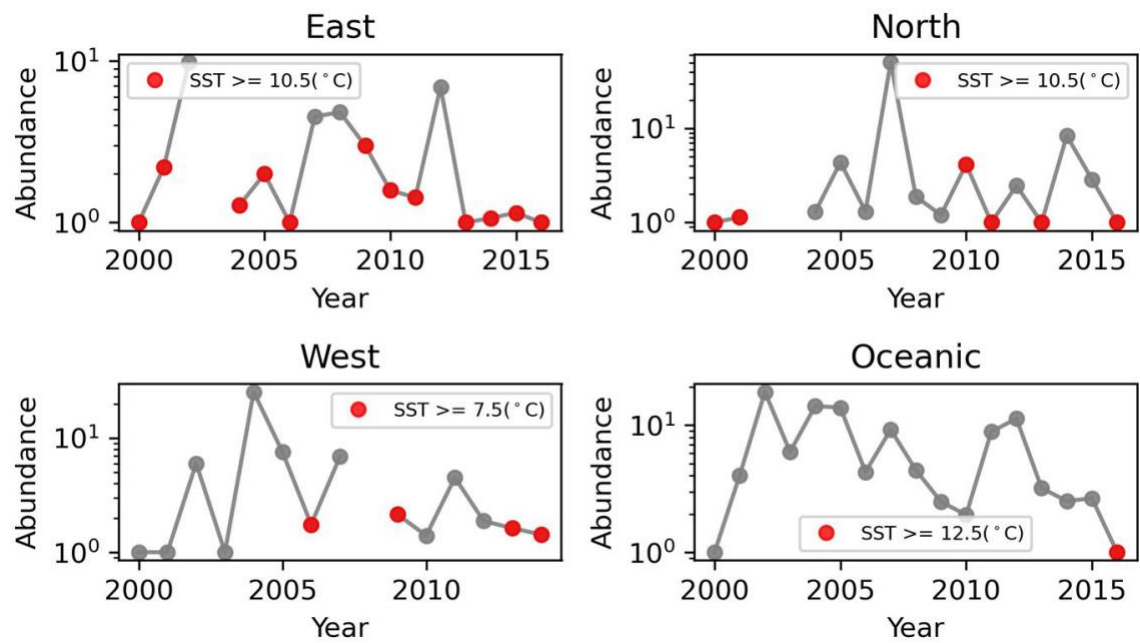 East
Abundance
10^1
10^0
SST >= 10.5(°C)
2000 2005 2010 2015
Year
North
Abundance
10^1
10^0
SST >= 10.5(°C)
2000 2005 2010 2015
Year
West
Abundance
10^1
10^0
SST >= 7.5(°C)
2000 2005 2010
Year
Oceanic
Abundance
10^1
10^0
SST >= 12.5(°C)
2000 2005 2010 2015
Year